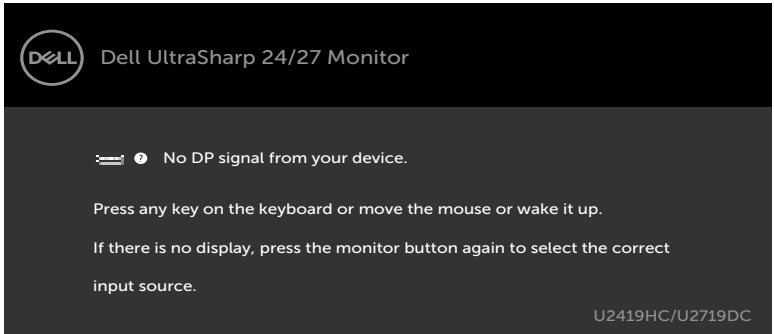 DELL
Dell UltraSharp 24/27 Monitor
? No DP signal from your device.
Press any key on the keyboard or move the mouse or wake it up.
If there is no display, press the monitor button again to select the correct
input source.
U2419HC/U2719DC